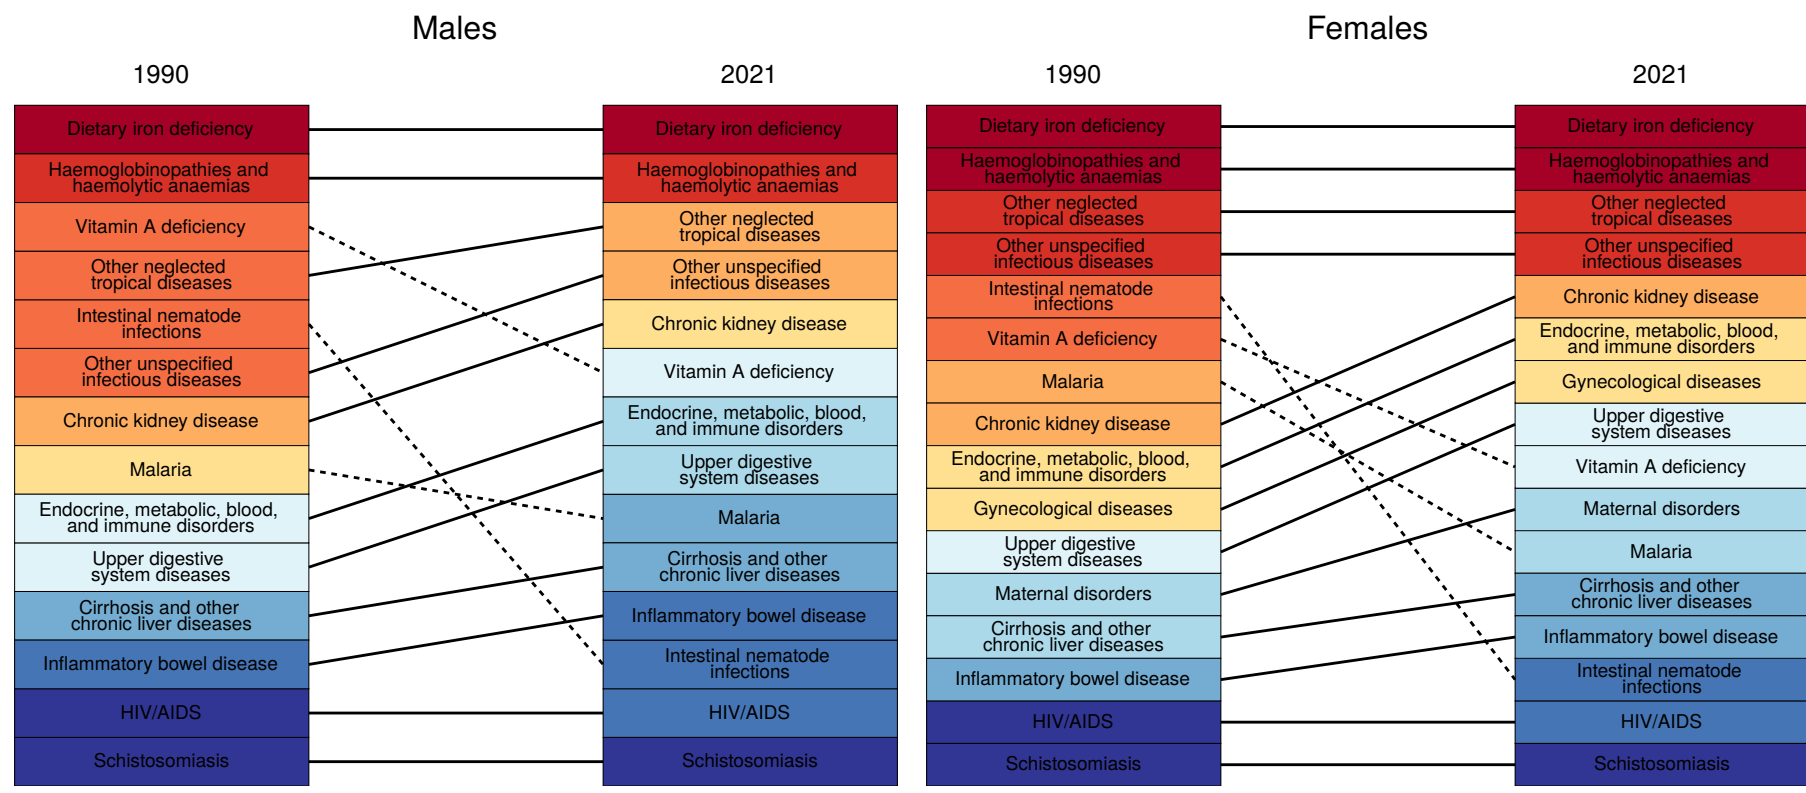 Males
1990
2021
Dietary iron deficiency
Haemoglobinopathies and
haemolytic anaemias
Vitamin A deficiency
Other neglected
tropical diseases
Intestinal nematode
infections
Other unspecified
infectious diseases
Chronic kidney disease
Malaria
Endocrine, metabolic, blood,
and immune disorders
Upper digestive
system diseases
Cirrhosis and other
chronic liver diseases
Inflammatory bowel disease
HIV/AIDS
Schistosomiasis
Dietary iron deficiency
Haemoglobinopathies and
haemolytic anaemias
Other neglected
tropical diseases
Other unspecified
infectious diseases
Chronic kidney disease
Vitamin A deficiency
Endocrine, metabolic, blood,
and immune disorders
Upper digestive
system diseases
Malaria
Cirrhosis and other
chronic liver diseases
Inflammatory bowel disease
Intestinal nematode
infections
HIV/AIDS
Schistosomiasis
Females
1990
2021
Dietary iron deficiency
Haemoglobinopathies and
haemolytic anaemias
Other neglected
tropical diseases
Other unspecified
infectious diseases
Intestinal nematode
infections
Vitamin A deficiency
Malaria
Chronic kidney disease
Endocrine, metabolic, blood,
and immune disorders
Gynecological diseases
Upper digestive
system diseases
Maternal disorders
Cirrhosis and other
chronic liver diseases
Inflammatory bowel disease
HIV/AIDS
Schistosomiasis
Dietary iron deficiency
Haemoglobinopathies and
haemolytic anaemias
Other neglected
tropical diseases
Other unspecified
infectious diseases
Chronic kidney disease
Endocrine, metabolic, blood,
and immune disorders
Gynecological diseases
Upper digestive
system diseases
Vitamin A deficiency
Maternal disorders
Malaria
Cirrhosis and other
chronic liver diseases
Inflammatory bowel disease
Intestinal nematode
infections
HIV/AIDS
Schistosomiasis